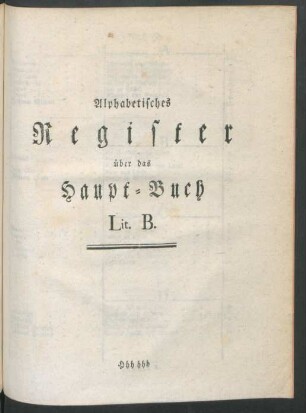 Alphabetisches
Register
über das
Haupt-Buch
Lit. B.
Hhh hhh